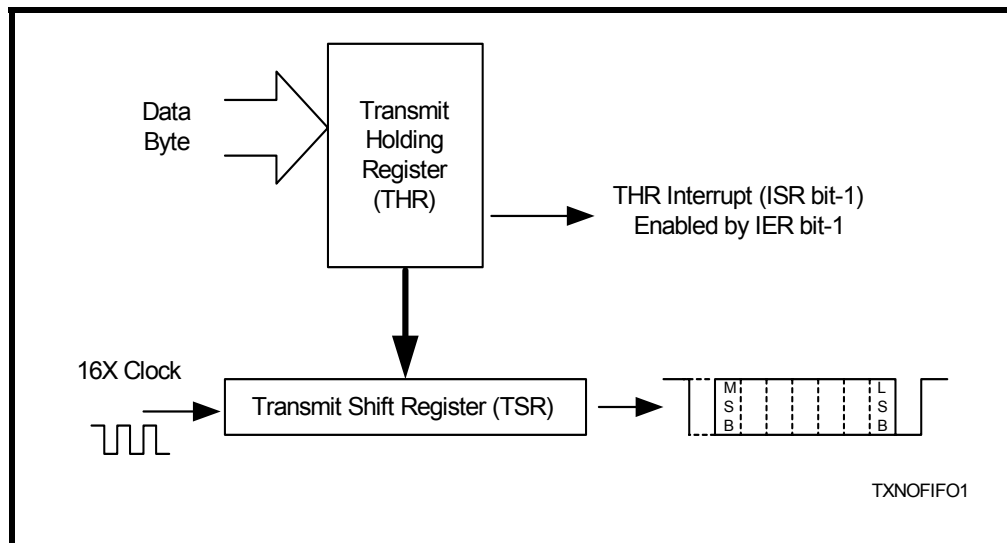 Data
Byte
Transmit
Holding
Register
(THR)
THR Interrupt (ISR bit-1)
Enabled by IER bit-1
16X Clock
Transmit Shift Register (TSR)
M
S
B
L
S
B
TXNOFIFO1